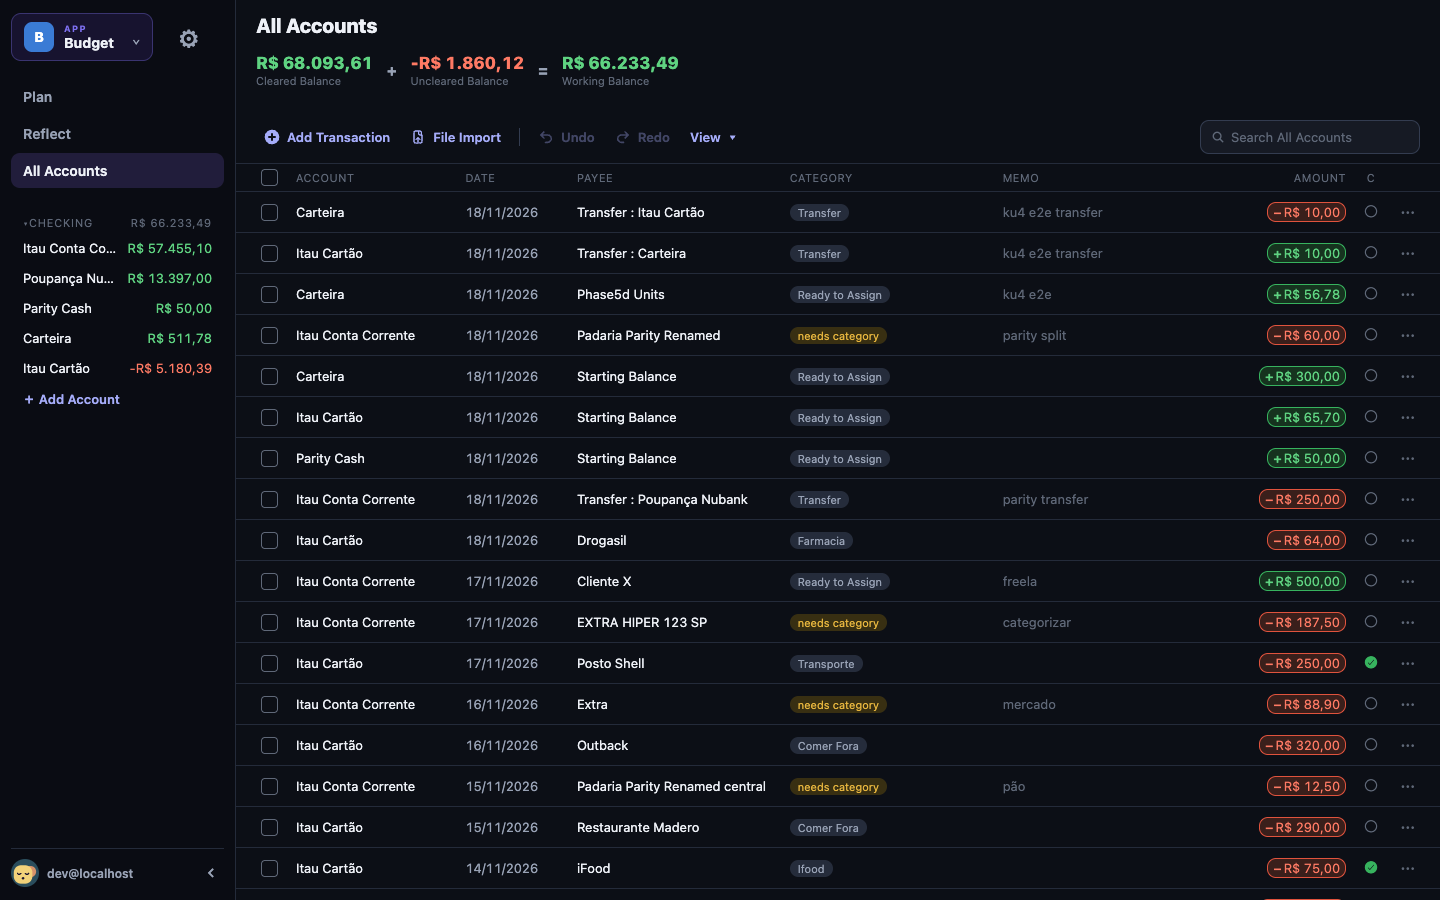 B
APP
Budget
Plan
Reflect
All Accounts
CHECKING R$ 66.233,49
Itau Conta Co... R$ 57.455,10
Poupança Nu... R$ 13.397,00
Parity Cash R$ 50,00
Carteira R$ 511,78
Itau Cartão -R$ 5.180,39
+ Add Account
dev@localhost
All Accounts
R$ 68.093,61 + -R$ 1.860,12 = R$ 66.233,49
Cleared Balance Uncleared Balance Working Balance
Add Transaction File Import Undo Redo View Search All Accounts
ACCOUNT DATE PAYEE CATEGORY MEMO AMOUNT C
Carteira 18/11/2026 Transfer : Itau Cartão Transfer ku4 e2e transfer −R$ 10,00
Itau Cartão 18/11/2026 Transfer : Carteira Transfer ku4 e2e transfer +R$ 10,00
Carteira 18/11/2026 Phase5d Units Ready to Assign ku4 e2e +R$ 56,78
Itau Conta Corrente 18/11/2026 Padaria Parity Renamed needs category parity split −R$ 60,00
Carteira 18/11/2026 Starting Balance Ready to Assign +R$ 300,00
Itau Cartão 18/11/2026 Starting Balance Ready to Assign +R$ 65,70
Parity Cash 18/11/2026 Starting Balance Ready to Assign +R$ 50,00
Itau Conta Corrente 18/11/2026 Transfer : Poupança Nubank Transfer parity transfer −R$ 250,00
Itau Cartão 18/11/2026 Drogasil Farmacia −R$ 64,00
Itau Conta Corrente 17/11/2026 Cliente X Ready to Assign freela +R$ 500,00
Itau Conta Corrente 17/11/2026 EXTRA HIPER 123 SP needs category categorizar −R$ 187,50
Itau Cartão 17/11/2026 Posto Shell Transporte −R$ 250,00
Itau Conta Corrente 16/11/2026 Extra needs category mercado −R$ 88,90
Itau Cartão 16/11/2026 Outback Comer Fora −R$ 320,00
Itau Conta Corrente 15/11/2026 Padaria Parity Renamed central needs category pão −R$ 12,50
Itau Cartão 15/11/2026 Restaurante Madero Comer Fora −R$ 290,00
Itau Cartão 14/11/2026 iFood Ifood −R$ 75,00